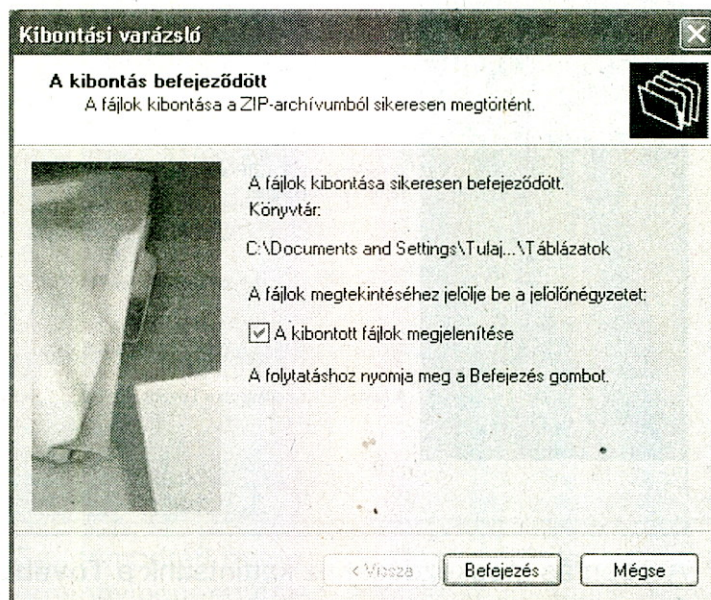 Kibontási varázsló
A kibontás befejeződött
A fájlok kibontása a ZIP-archívumból sikeresen megtörtént.
A fájlok kibontása sikeresen befejeződött.
Könyvtár:
C:\Documents and Settings\Tulaj...\Táblázatok
A fájlok megtekintéséhez jelölje be a jelölőnégyzetet:
A kibontott fájlok megjelenítése
A folytatáshoz nyomja meg a Befejezés gombot.
< Vissza
Befejezés
Mégse